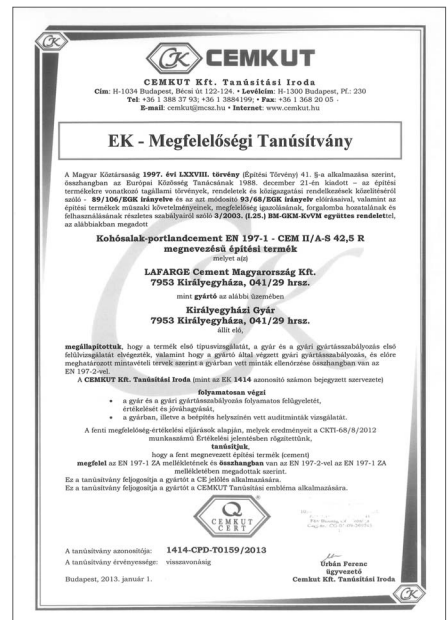 CK
CK CEMKUT
CEMKUT Kft. Tanúsítási Iroda
Cím: H-1034 Budapest, Bécsi út 122-124. • Levélcím: H-1300 Budapest, Pf.: 230
Tel: +36 1 388 37 93; +36 1 3884199; • Fax: +36 1 368 20 05 -
E-mail: cemkut@mcsz.hu • Internet: www.cemkut.hu
EK - Megfelelőségi Tanúsítvány
A Magyar Köztársaság 1997. évi LXXVIII. törvény (Építési Törvény) 41. §-a alkalmazása szerint,
összhangban az Európai Közösség Tanácsának 1988. december 21-én kiadott – az építési
termékekre vonatkozó tagállami törvények, rendeletek és közigazgatási rendelkezések közelítéséről
szóló - 89/106/EGK irányelve és az azt módosító 93/68/EGK irányelv előírásaival, valamint az
építési termékek műszaki követelményeinek, megfelelőség igazolásának, forgalomba hozatalának és
felhasználásának részletes szabályairól szóló 3/2003. (I.25.) BM-GKM-KvVM együttes rendelettel,
az alábbiakban megadott
Kohósalak-portlandcement EN 197-1 - CEM II/A-S 42,5 R
megnevezésű építési termék
melyet a(z)
LAFARGE Cement Magyarország Kft.
7953 Királyegyháza, 041/29 hrsz.
mint gyártó az alábbi üzemében
Királyegyházi Gyár
7953 Királyegyháza, 041/29 hrsz.
állít elő,
megállapítottuk, hogy a termék első típusvizsgálatát, a gyár és a gyári gyártásszabályozás első
felülvizsgálatát elvégezték, valamint hogy a gyártó által végzett gyári gyártásszabályozás, és előre
meghatározott mintavételi tervek szerint a gyárban vett minták ellenőrzése összhangban van az
EN 197-2-vel.
A CEMKUT Kft. Tanúsítási Iroda (mint az EK 1414 azonosító számon bejegyzett szervezete)
folyamatosan végzi
• a gyár és a gyári gyártásszabályozás folyamatos felügyeletét,
értékelését és jóváhagyását,
• a gyárban, illetve a beépítés helyszínén vett auditminták vizsgálatát.
A fenti megfelelőség-értékelési eljárások alapján, melyek eredményeit a CKTI-68/8/2012
munkaszámú Értékelési jelentésben rögzítettünk,
tanúsítjuk,
hogy a fent megnevezett építési termék (cement)
megfelel az EN 197-1 ZA mellékletének és összhangban van az EN 197-2-vel az EN 197-1 ZA
mellékletében megadottak szerint.
Ez a tanúsítvány feljogosítja a gyártót a CE jelölés alkalmazására.
Ez a tanúsítvány feljogosítja a gyártót a CEMKUT Tanúsítási embléma alkalmazására.
CEMKUT
CERT
A tanúsítvány azonosítója: 1414-CPD-T0159/2013
A tanúsítvány érvényessége: visszavonásig
Budapest, 2013. január 1.
Urbán Ferenc
ügyvezető
Cemkut Kft. Tanúsítási Iroda
CK